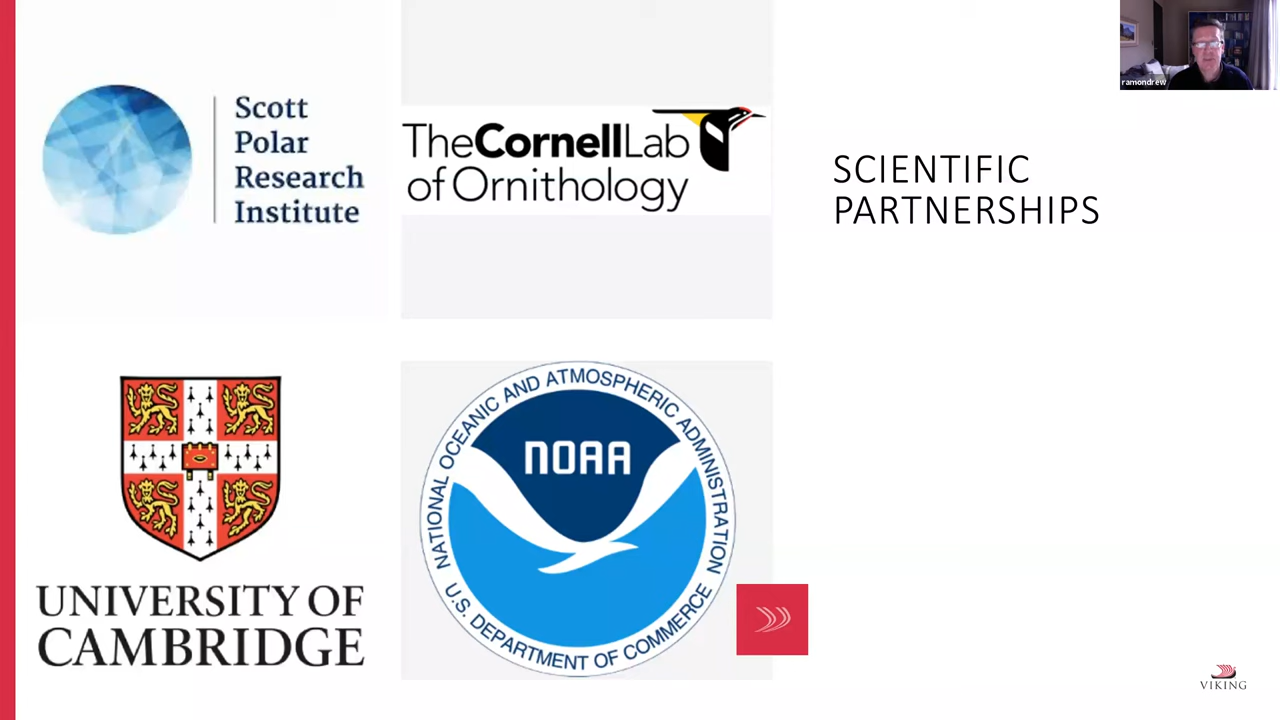 Scott
Polar
Research
Institute
TheCornellLab
of Ornithology
SCIENTIFIC
PARTNERSHIPS
ramondrew
UNIVERSITY OF
CAMBRIDGE
NATIONAL OCEANIC AND ATMOSPHERIC ADMINISTRATION
NOAA
U.S. DEPARTMENT OF COMMERCE
VIKING